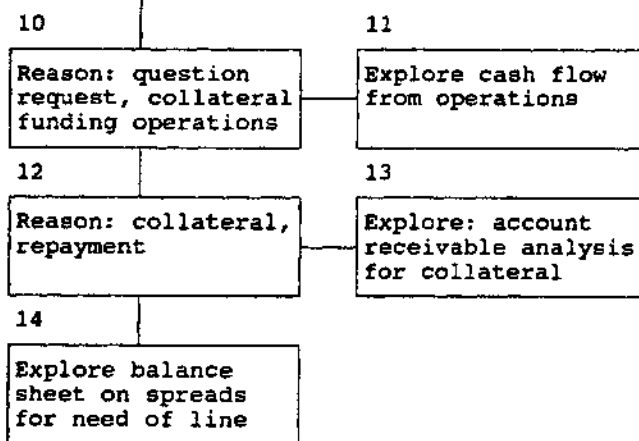 10
Reason: question
request, collateral
funding operations
11
Explore cash flow
from operations
12
Reason: collateral,
repayment
13
Explore: account
receivable analysis
for collateral
14
Explore balance
sheet on spreads
for need of line